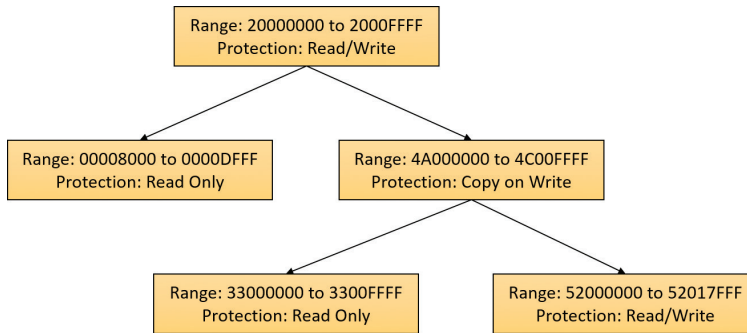 Range: 20000000 to 2000FFFF
Protection: Read/Write
Range: 00008000 to 0000DFFF
Protection: Read Only
Range: 4A000000 to 4C00FFFF
Protection: Copy on Write
Range: 33000000 to 3300FFFF
Protection: Read Only
Range: 52000000 to 52017FFF
Protection: Read/Write